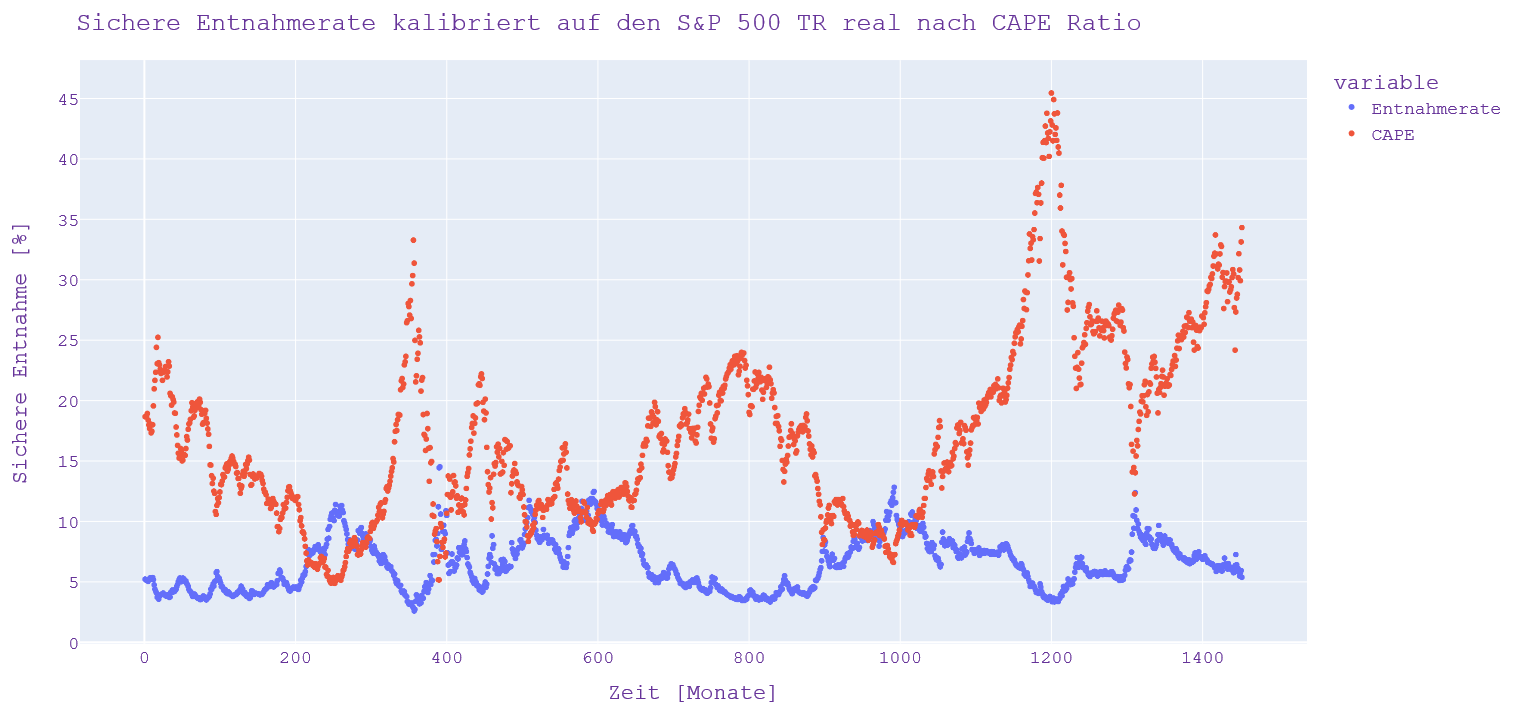 Sichere Entnahmerate kalibriert auf den S&P 500 TR real nach CAPE Ratio
variable
Entnahmerate
CAPE
Sichere Entnahme [%]
45
40
35
30
25
20
15
10
5
0
0 200 400 600 800 1000 1200 1400
Zeit [Monate]